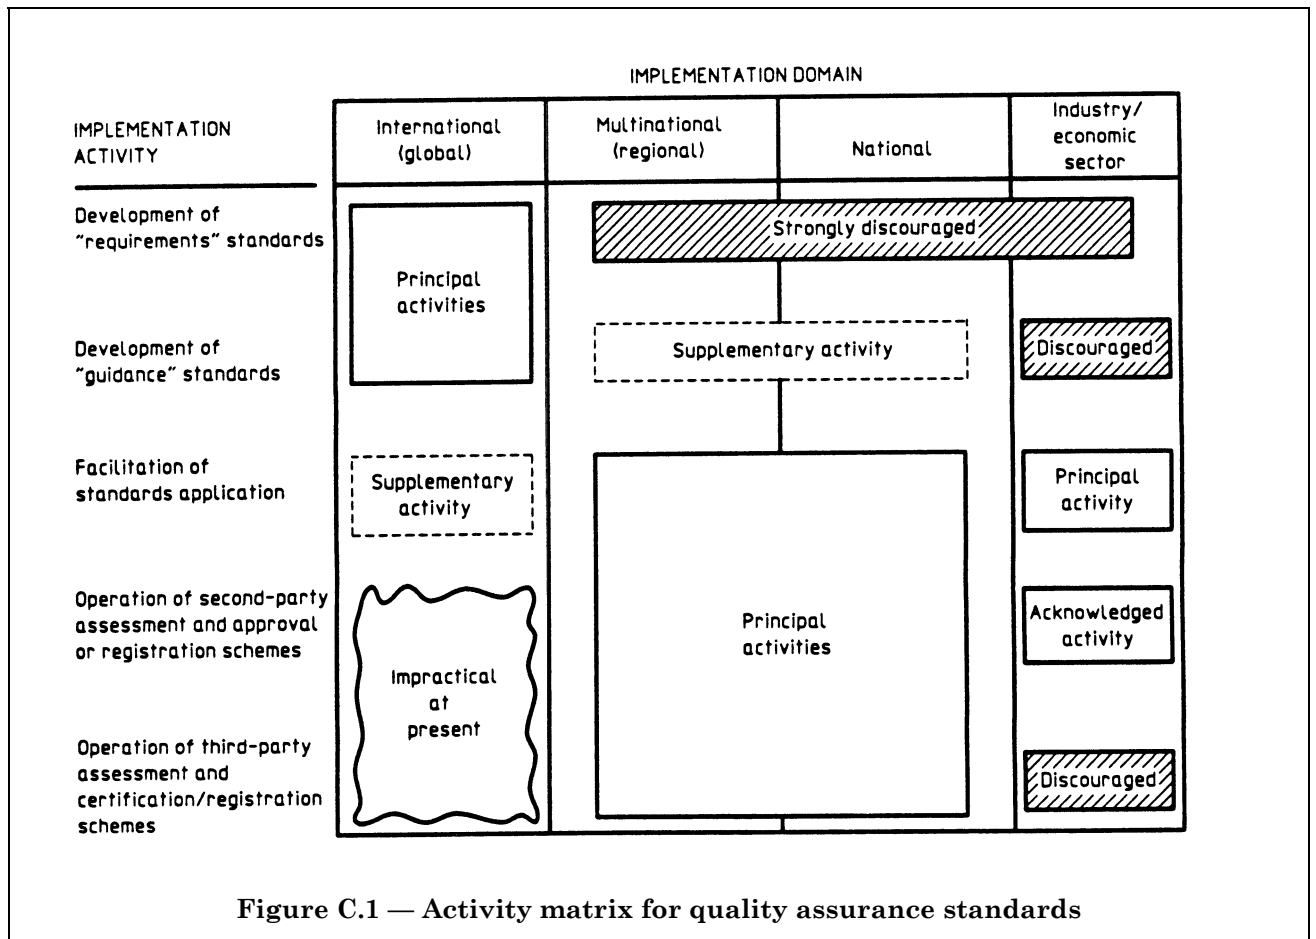 IMPLEMENTATION DOMAIN
IMPLEMENTATION
ACTIVITY
International
(global)
Multinational
(regional)
National
Industry/
economic
sector
Development of
"requirements" standards
Principal
activities
Strongly discouraged
Development of
"guidance" standards
Supplementary activity
Discouraged
Facilitation of
standards application
Supplementary
activity
Principal
activities
Principal
activity
Operation of second-party
assessment and approval
or registration schemes
Impractical
at
present
Acknowledged
activity
Operation of third-party
assessment and
certification/registration
schemes
Discouraged
Figure C.1 — Activity matrix for quality assurance standards